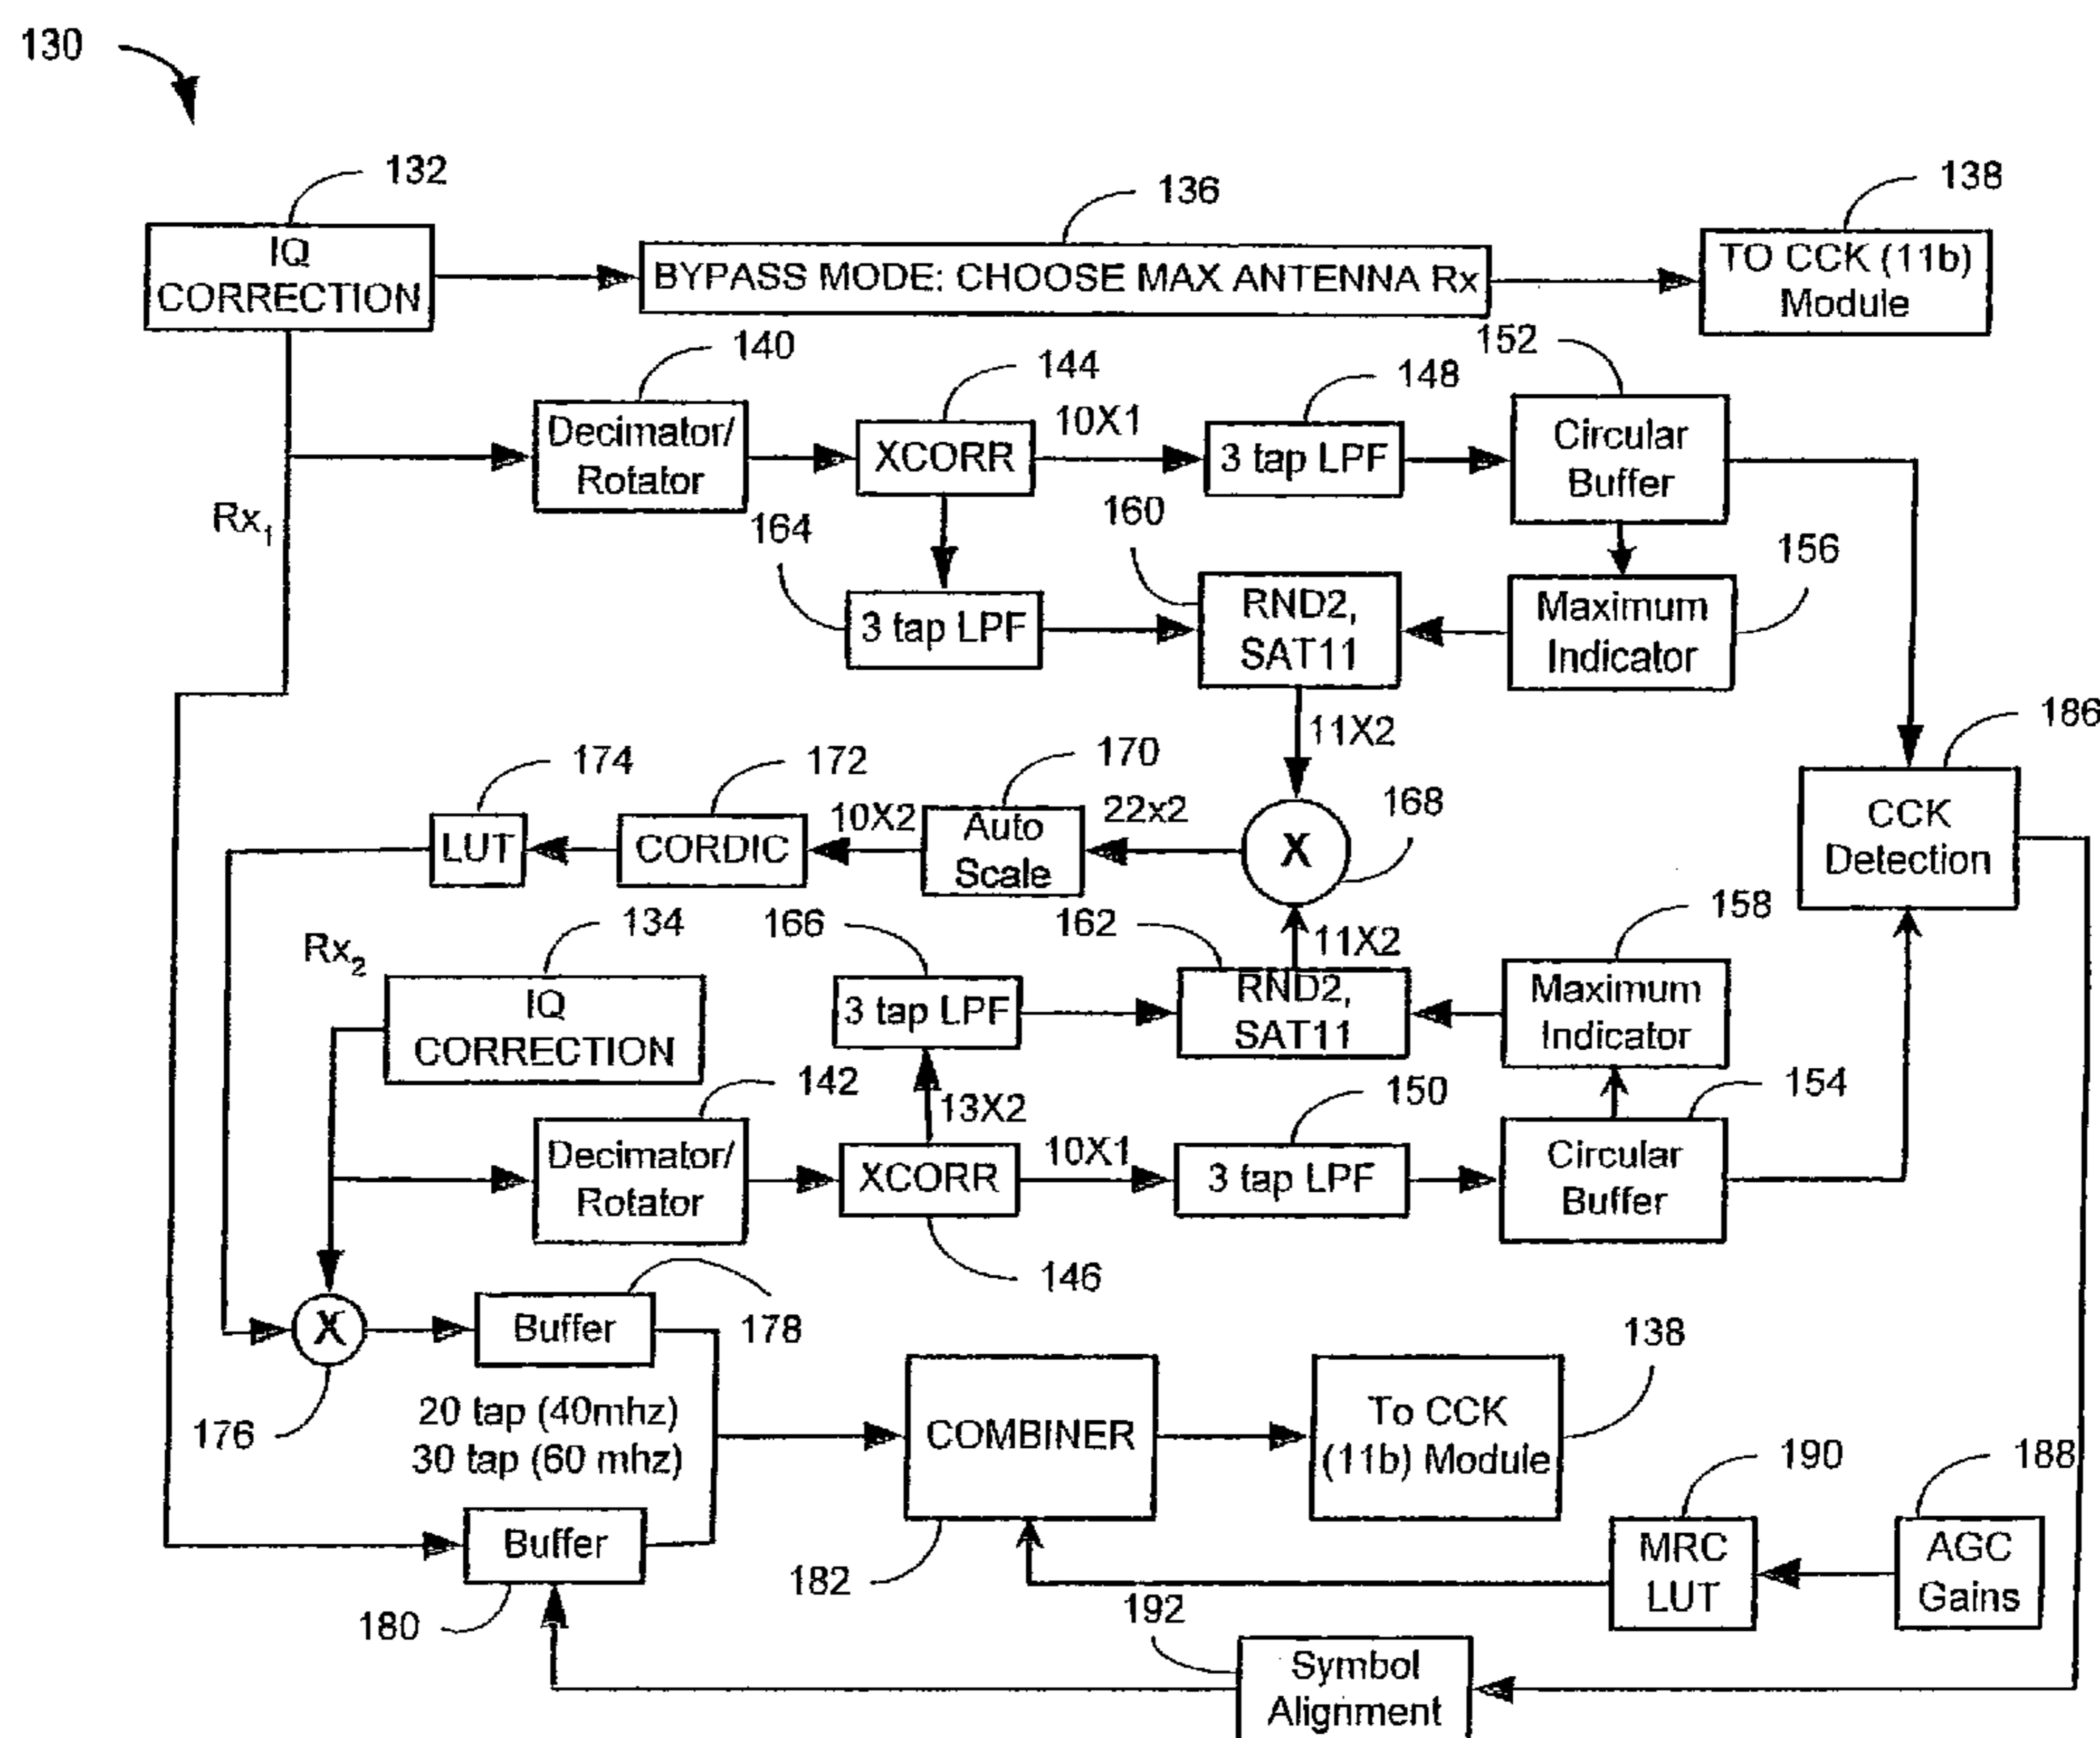 130
132
136
138
IQ
CORRECTION
BYPASS MODE: CHOOSE MAX ANTENNA Rx
TO CCK (11b)
Module
140
144
148
152
Decimator/
Rotator
XCORR
10X1
3 tap LPF
Circular
Buffer
Rx1
164
160
156
3 tap LPF
RND2,
SAT11
Maximum
Indicator
11X2
186
174
172
170
168
LUT
CORDIC
10X2
Auto
Scale
22x2
X
CCK
Detection
134
166
162
11X2
158
Rx2
IQ
CORRECTION
3 tap LPF
RND2,
SAT11
Maximum
Indicator
142
13X2
150
154
Decimator/
Rotator
XCORR
10X1
3 tap LPF
Circular
Buffer
146
X
Buffer
178
138
176
20 tap (40mhz)
30 tap (60 mhz)
COMBINER
To CCK
(11b) Module
190
188
Buffer
180
182
MRC
LUT
AGC
Gains
192
Symbol
Alignment